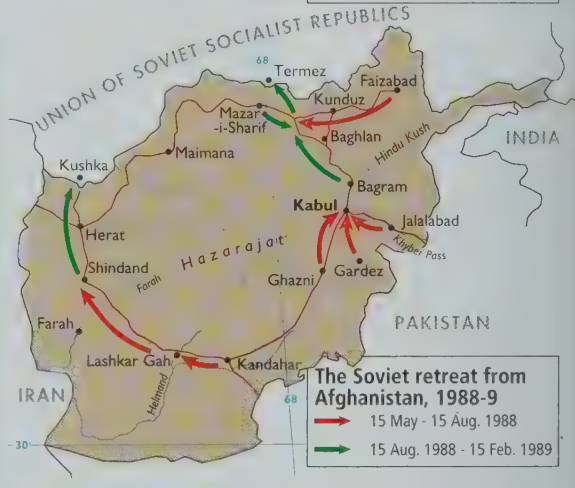 UNION OF SOVIET SOCIALIST REPUBLICS
68
Termez
Faizabad
Kunduz
Mazar
-i-Sharif
Baghlan
Hindu Kush
INDIA
Maimana
Kushka
Bagram
Kabul
Jalalabad
Khyber Pass
Herat
Hazarajat
Shindand
Farah
Ghazni
Gardez
Farah
PAKISTAN
Lashkar Gah
Kandahar
IRAN
Helmand
68
30
The Soviet retreat from
Afghanistan, 1988-9
15 May - 15 Aug. 1988
15 Aug. 1988 - 15 Feb. 1989